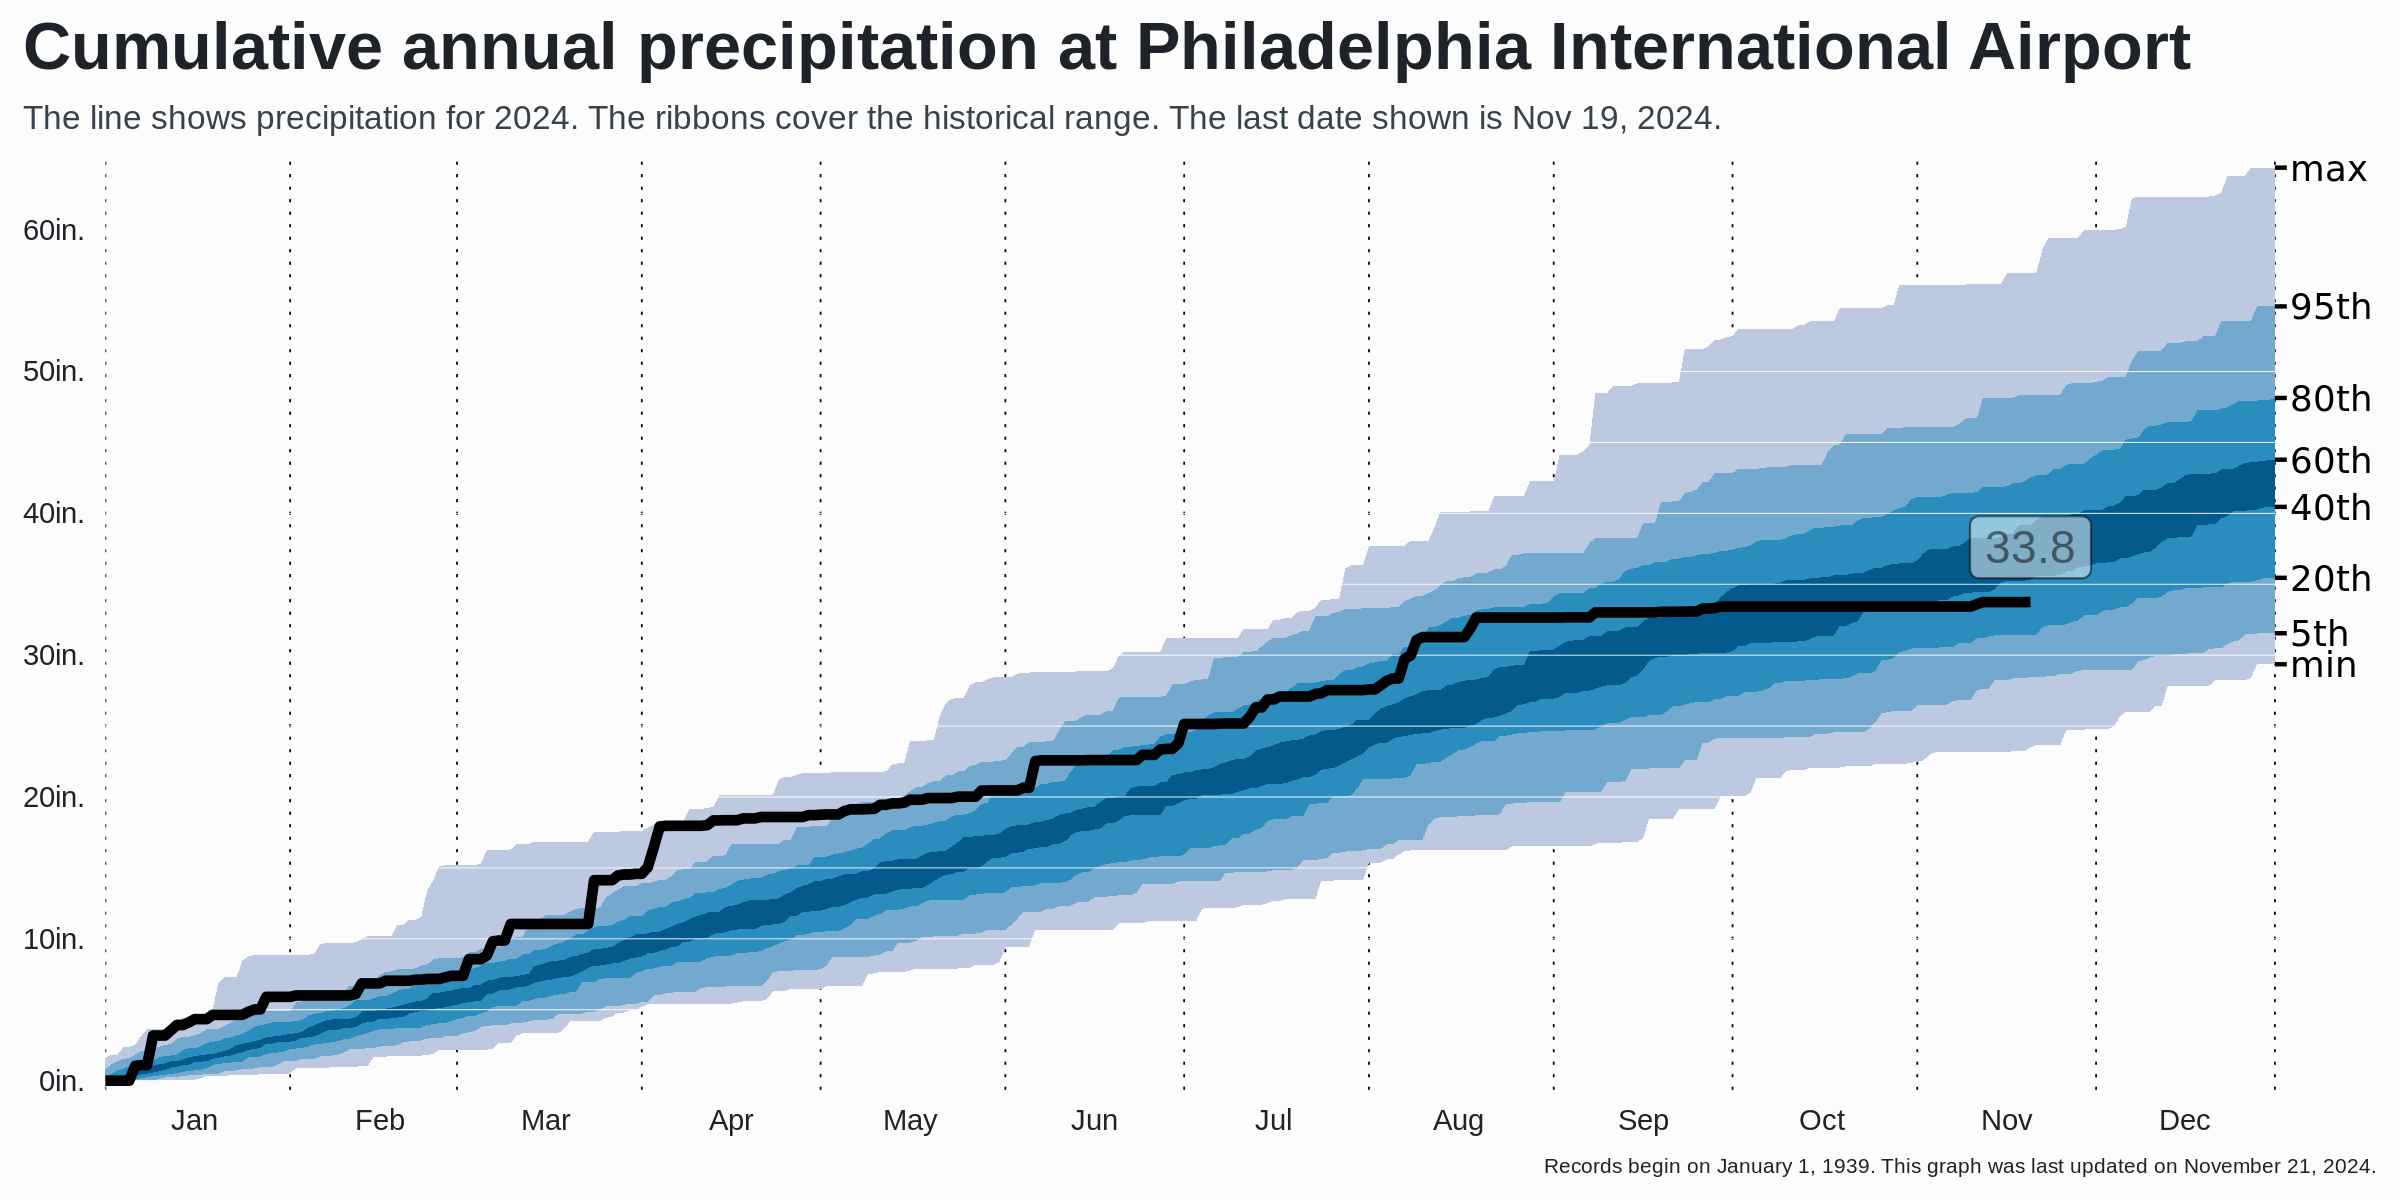 Cumulative annual precipitation at Philadelphia International Airport
The line shows precipitation for 2024. The ribbons cover the historical range. The last date shown is Nov 19, 2024.
max
60in.
95th
50in.
80th
60th
40th
40in.
33.8
20th
5th
30in.
min
20in.
10in.
0in.
Jan Feb Mar Apr May Jun Jul Aug Sep Oct Nov Dec
Records begin on January 1, 1939. This graph was last updated on November 21, 2024.